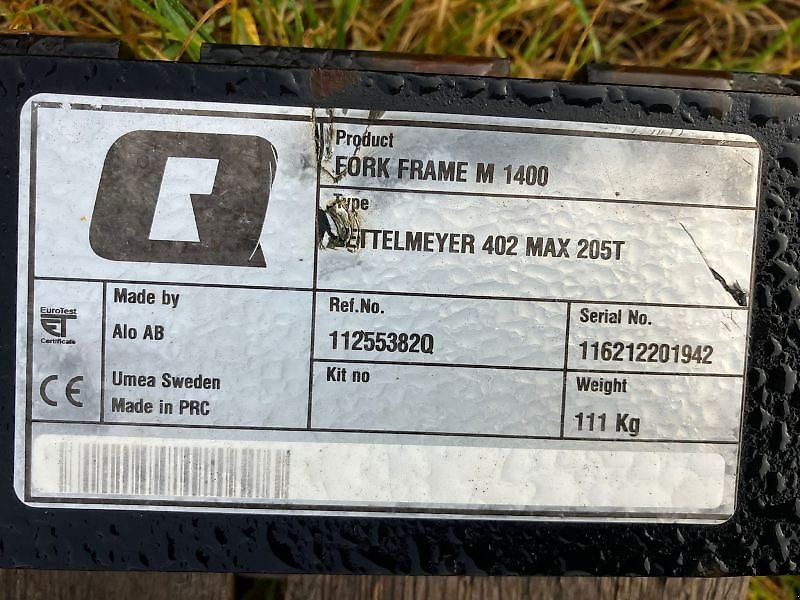 Product
FORK FRAME M 1400
Type
402 MAX 205T
EuroTest
ET
Certificate
CE
Made by
Alo AB
Umea Sweden
Made in PRC
Ref.No.
11255382Q
Kit no
Serial No.
116212201942
Weight
111 Kg